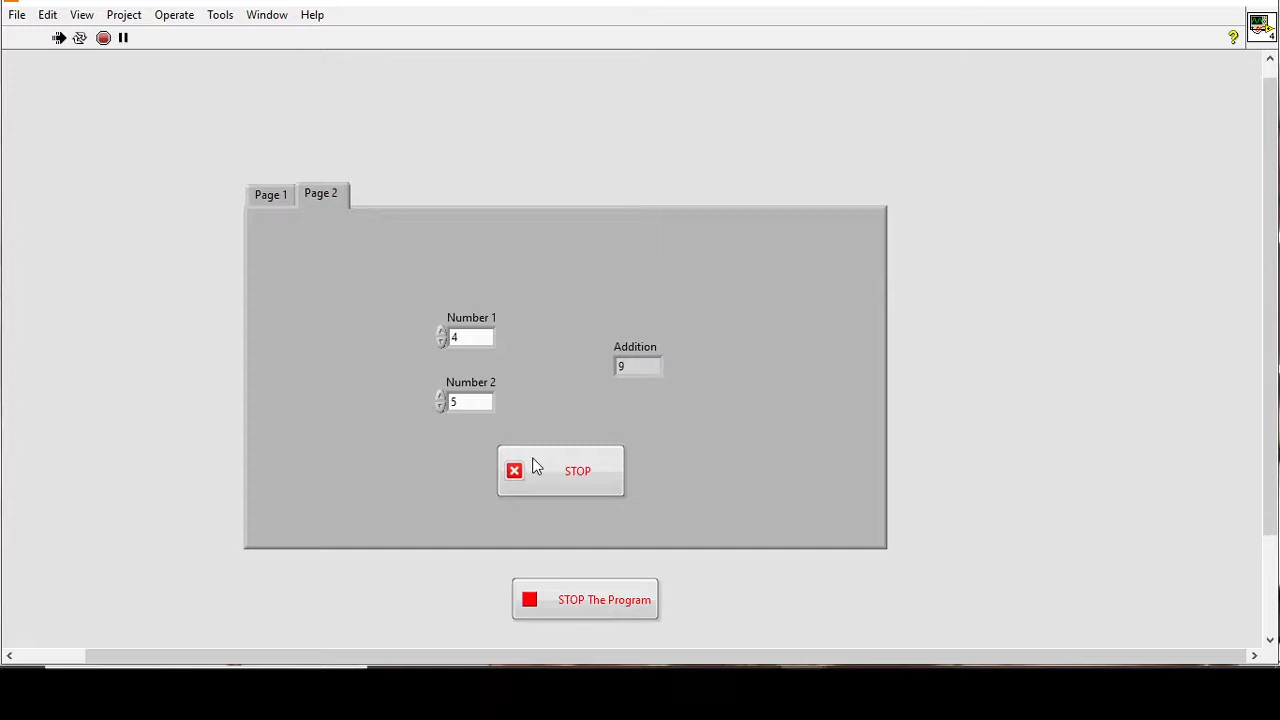 File Edit View Project Operate Tools Window Help
?
4
Page 1 Page 2
Number 1
4
Addition
9
Number 2
5
STOP
STOP The Program